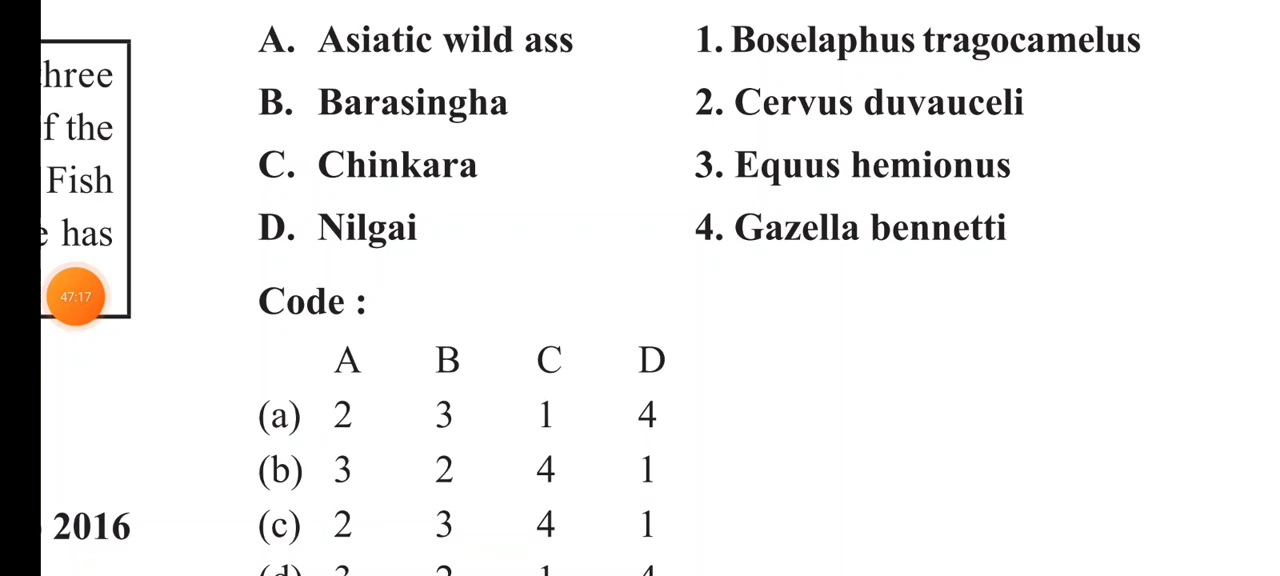 hree
f the
Fish
has
47:17
2016
A. Asiatic wild ass 1. Boselaphus tragocamelus
B. Barasingha 2. Cervus duvauceli
C. Chinkara 3. Equus hemionus
D. Nilgai 4. Gazella bennetti
Code :
A B C D
(a) 2 3 1 4
(b) 3 2 4 1
(c) 2 3 4 1